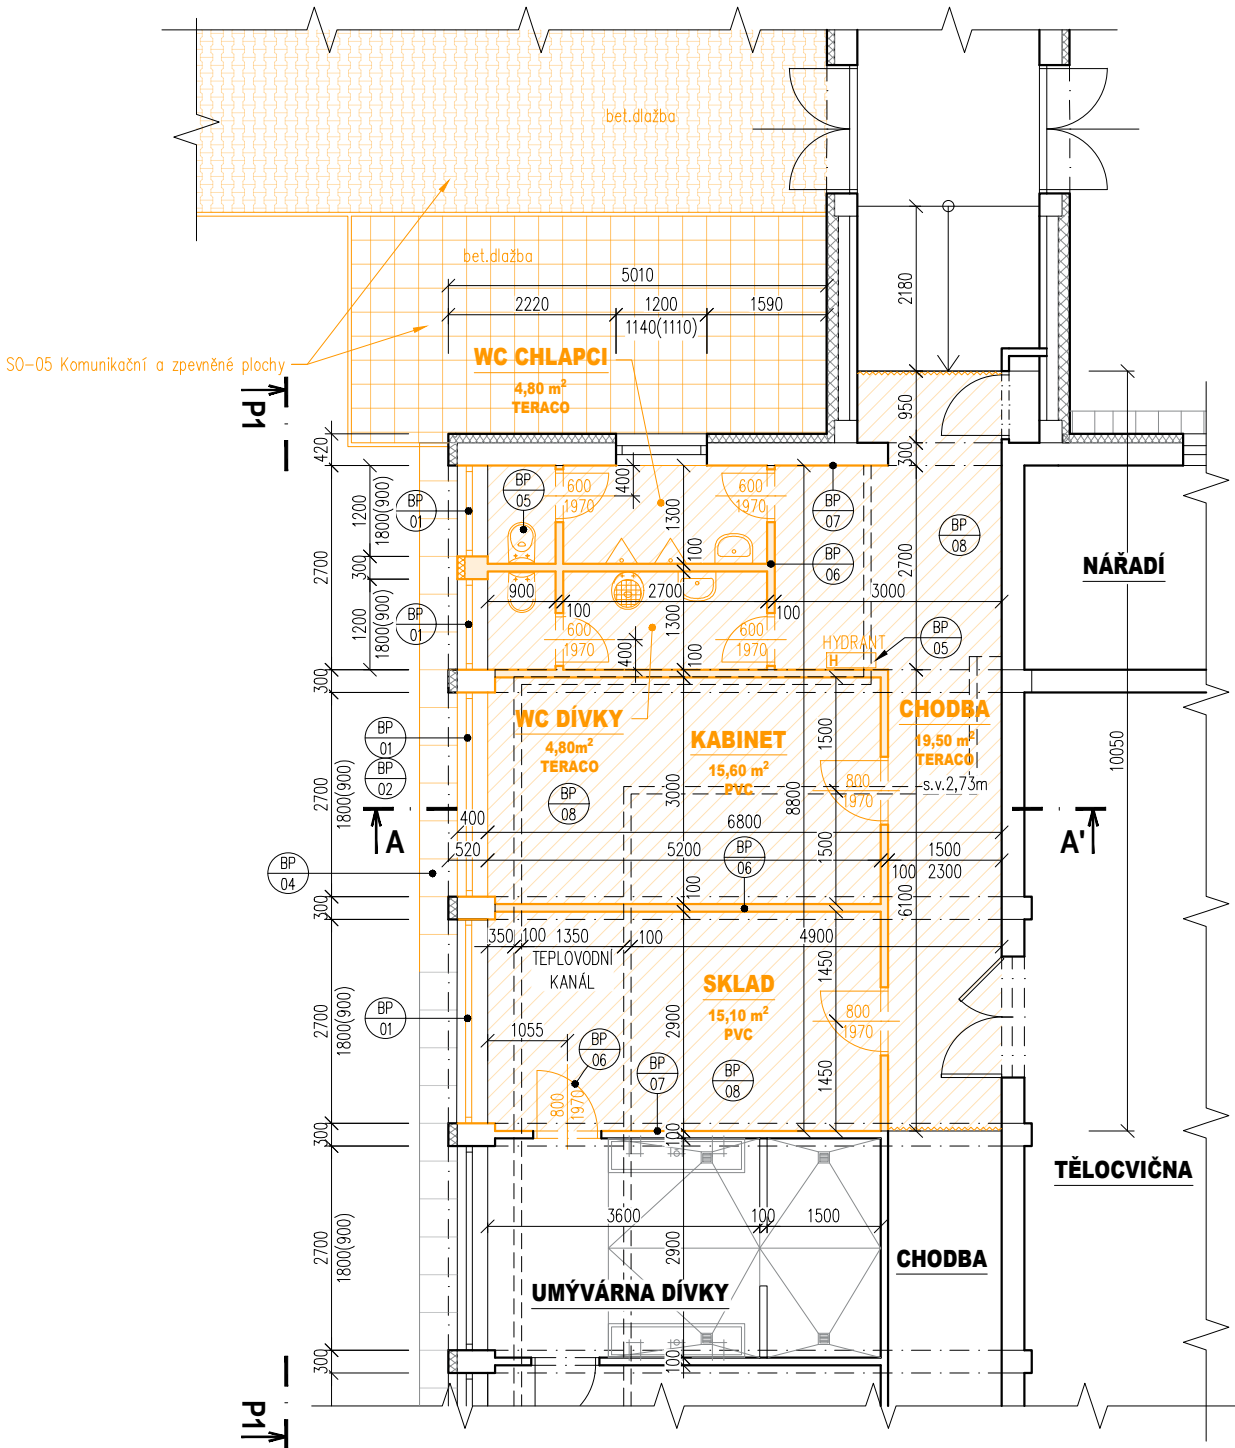 bet.dlažba
bet.dlažba
5010
2220
1200
1590
1140(1110)
2180
SO-05 Komunikační a zpevněné plochy
WC CHLAPCI
4,80 m²
TERACO
P1
420
950
300
400
1200
1800(900)
BP
01
BP
05
600
1970
1300
600
1970
BP
07
BP
08
2700
300
100
BP
06
2700
NÁŘADÍ
900
100
2700
100
3000
1200
1800(900)
BP
01
600
1970
1300
600
1970
HYDRANT
H
BP
05
400
100
300
WC DÍVKY
4,80m²
TERACO
KABINET
15,60 m²
PVC
1500
CHODBA
19,50 m²
TERACO
s.v.2,73m
10050
BP
01
BP
02
2700
1800(900)
BP
08
3000
8800
800
1970
A
A'
400
6800
520
5200
1500
BP
04
BP
06
1500
100
2300
300
100
6100
350
100
1350
100
4900
TEPLOVODNÍ
KANÁL
SKLAD
15,10 m²
PVC
1450
2700
1800(900)
BP
01
1055
BP
06
2900
800
1970
BP
07
BP
08
1450
800
1970
300
100
TĚLOCVIČNA
3600
100
1500
2700
1800(900)
2900
CHODBA
UMÝVÁRNA DÍVKY
300
100
P1